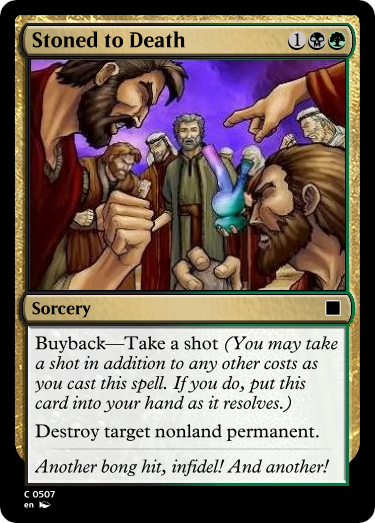 Stoned to Death 1
Sorcery
Buyback—Take a shot (You may take
a shot in addition to any other costs as
you cast this spell. If you do, put this
card into your hand as it resolves.)
Destroy target nonland permanent.
Another bong hit, infidel! And another!
C 0507
en